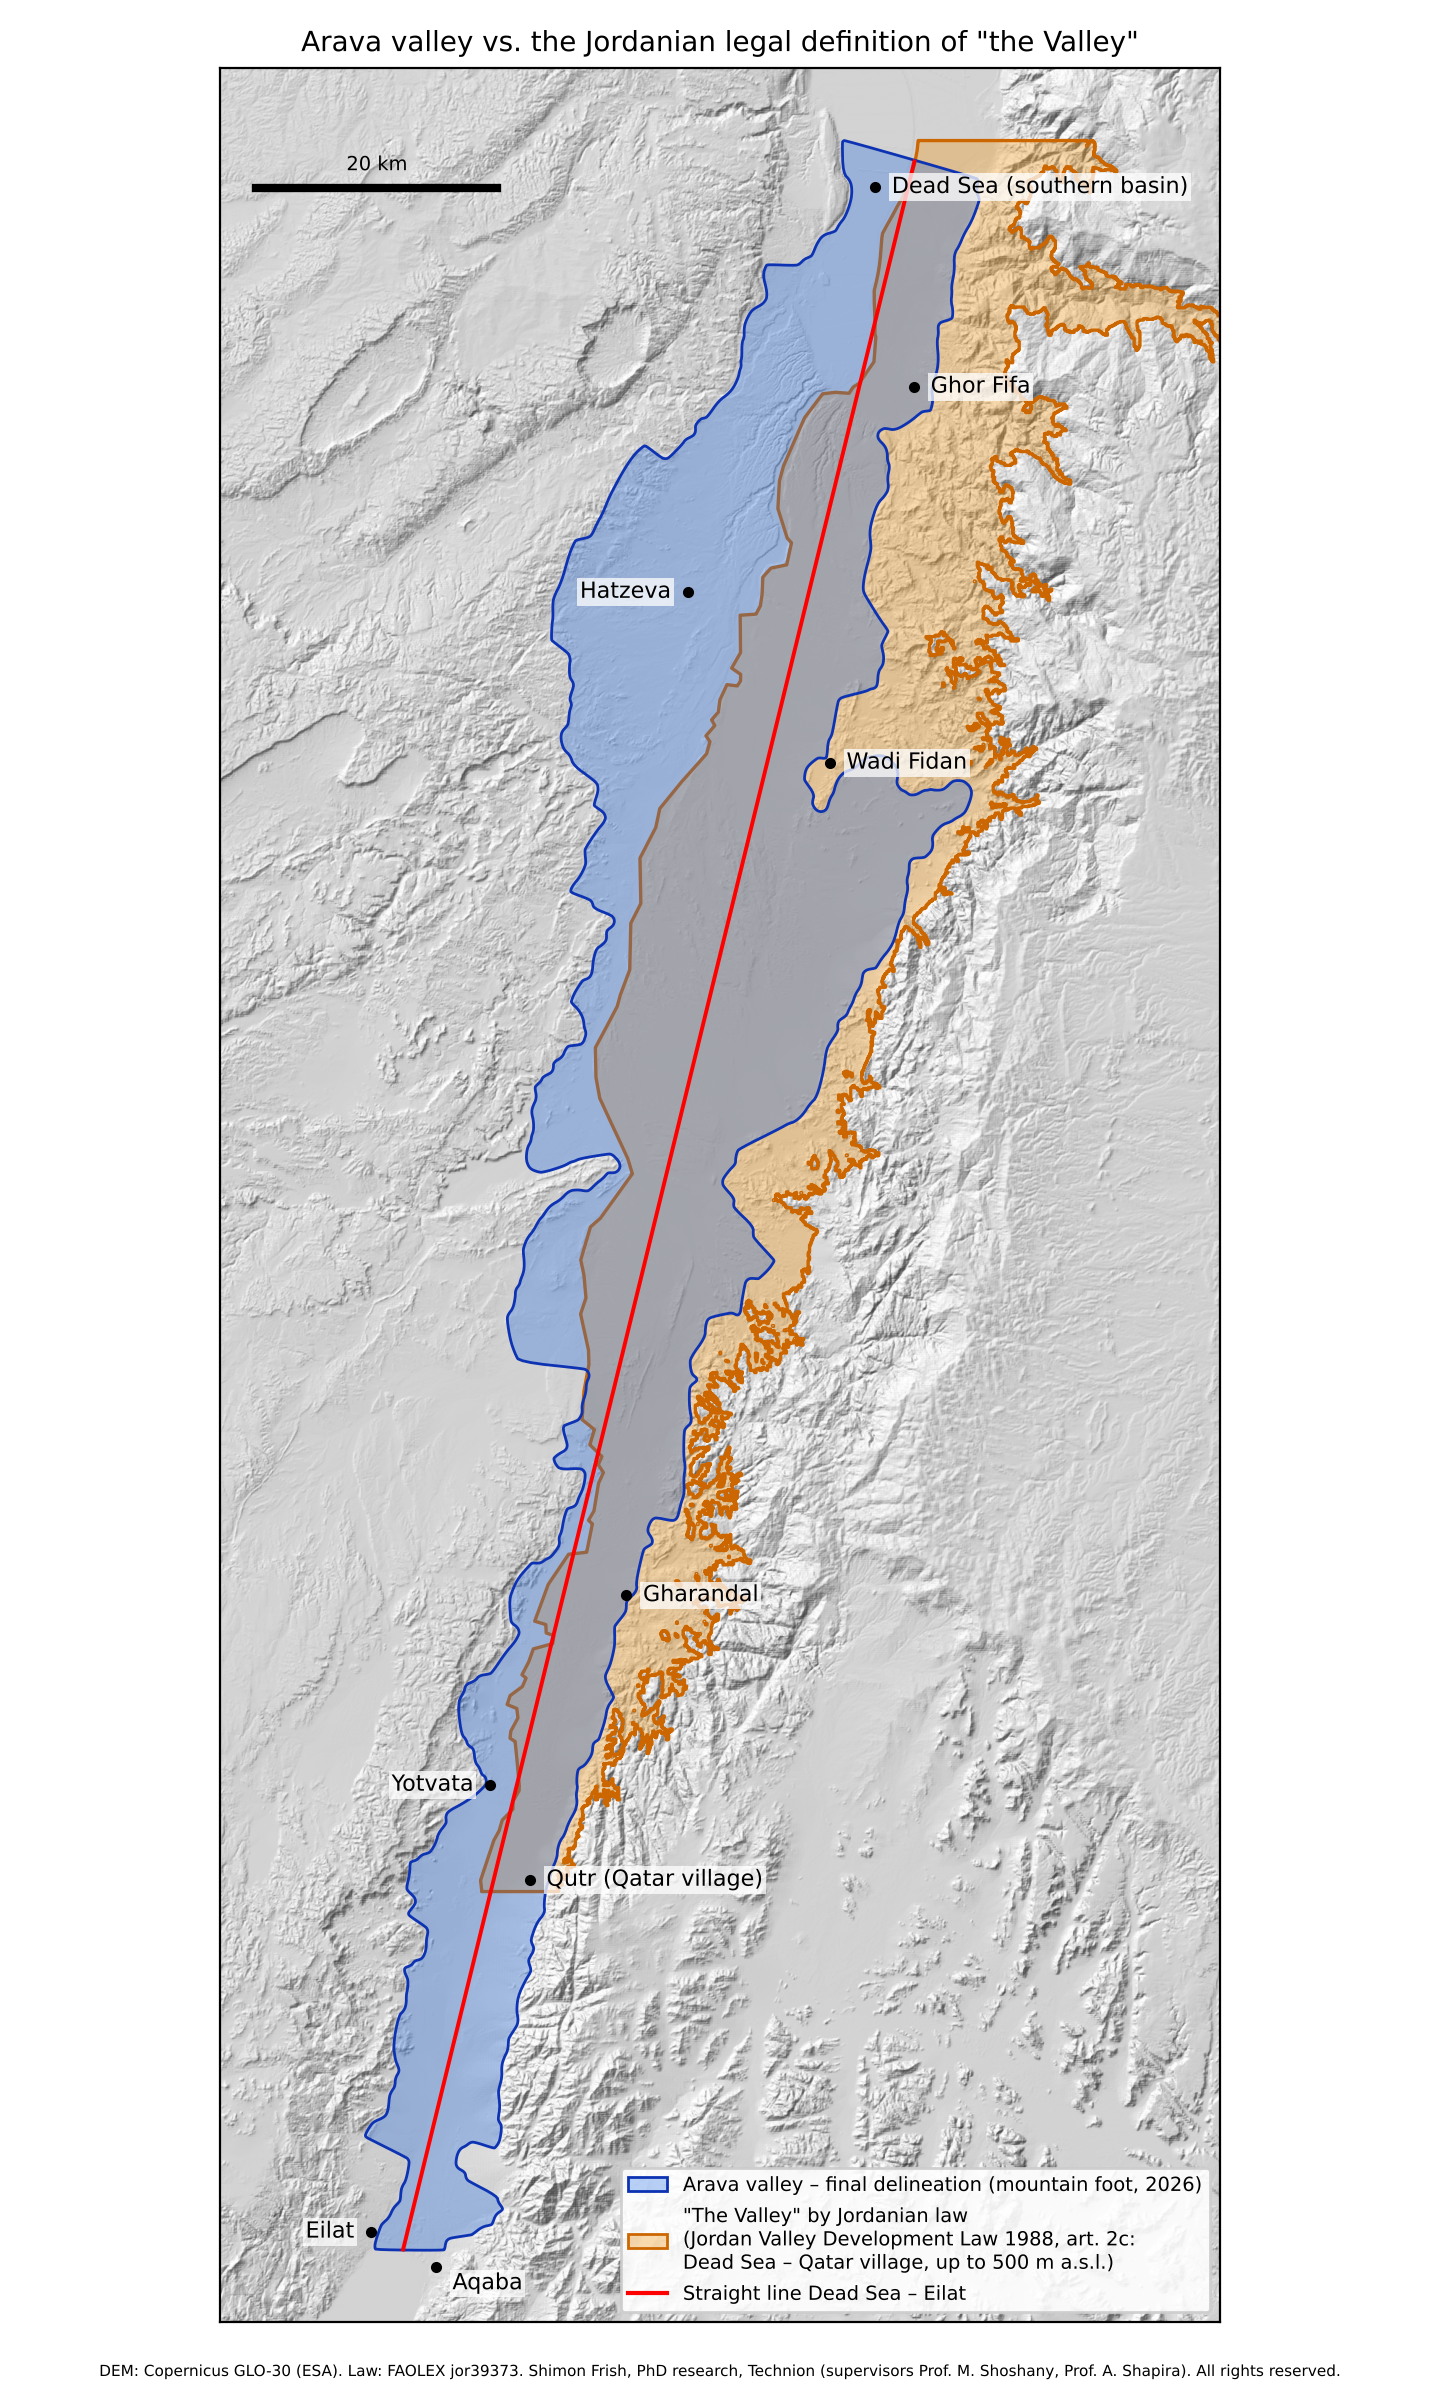 Arava valley vs. the Jordanian legal definition of "the Valley"
20 km
Dead Sea (southern basin)
Ghor Fifa
Hatzeva
Wadi Fidan
Gharandal
Yotvata
Qutr (Qatar village)
Eilat
Aqaba
Arava valley – final delineation (mountain foot, 2026)
"The Valley" by Jordanian law
(Jordan Valley Development Law 1988, art. 2c:
Dead Sea – Qatar village, up to 500 m a.s.l.)
Straight line Dead Sea – Eilat
DEM: Copernicus GLO-30 (ESA). Law: FAOLEX jor39373. Shimon Frish, PhD research, Technion (supervisors Prof. M. Shoshany, Prof. A. Shapira). All rights reserved.